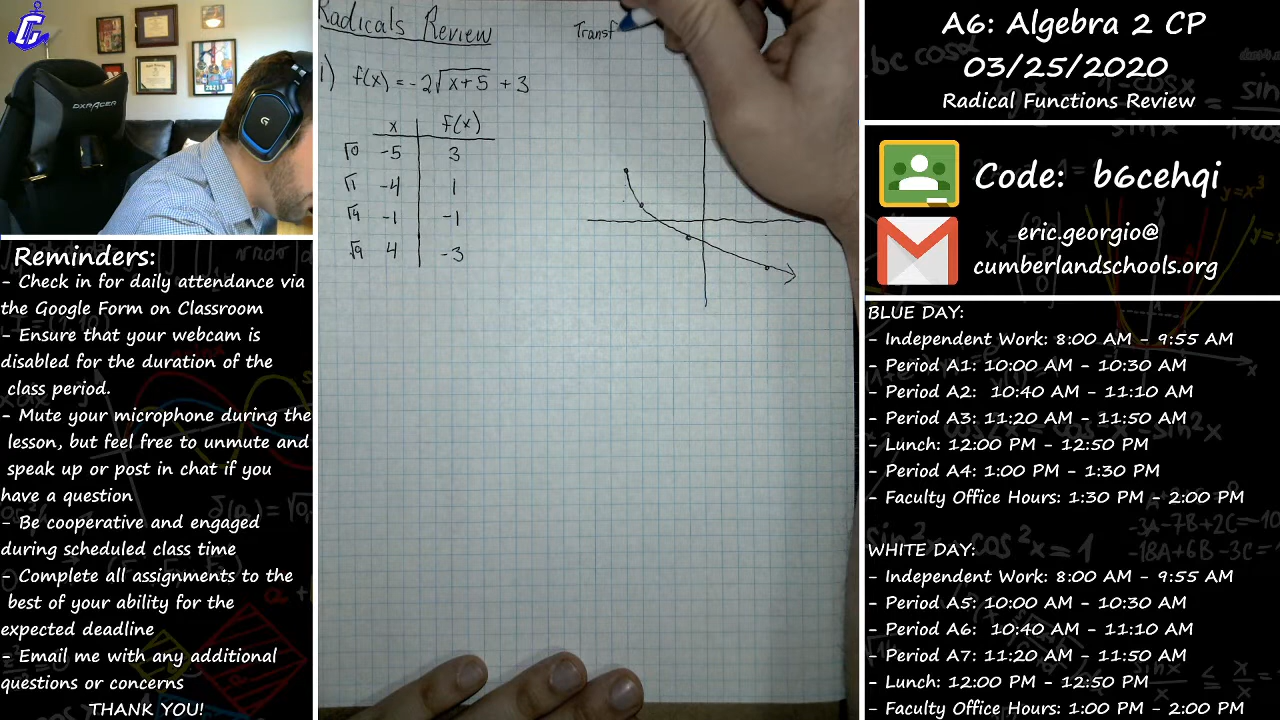 Radicals Review
Transf
1) f(x) = -2√x+5 + 3
x f(x)
√0 -5 3
√1 -4 1
√4 -1 -1
√9 4 -3
DXRACER
G
C
A6: Algebra 2 CP
03/25/2020
Radical Functions Review
Code: b6cehqi
eric.georgio@
cumberlandschools.org
Reminders:
- Check in for daily attendance via
the Google Form on Classroom
- Ensure that your webcam is
disabled for the duration of the
class period.
- Mute your microphone during the
lesson, but feel free to unmute and
speak up or post in chat if you
have a question
- Be cooperative and engaged
during scheduled class time
- Complete all assignments to the
best of your ability for the
expected deadline
- Email me with any additional
questions or concerns
THANK YOU!
BLUE DAY:
- Independent Work: 8:00 AM - 9:55 AM
- Period A1: 10:00 AM - 10:30 AM
- Period A2: 10:40 AM - 11:10 AM
- Period A3: 11:20 AM - 11:50 AM
- Lunch: 12:00 PM - 12:50 PM
- Period A4: 1:00 PM - 1:30 PM
- Faculty Office Hours: 1:30 PM - 2:00 PM
WHITE DAY:
- Independent Work: 8:00 AM - 9:55 AM
- Period A5: 10:00 AM - 10:30 AM
- Period A6: 10:40 AM - 11:10 AM
- Period A7: 11:20 AM - 11:50 AM
- Lunch: 12:00 PM - 12:50 PM
- Faculty Office Hours: 1:00 PM - 2:00 PM